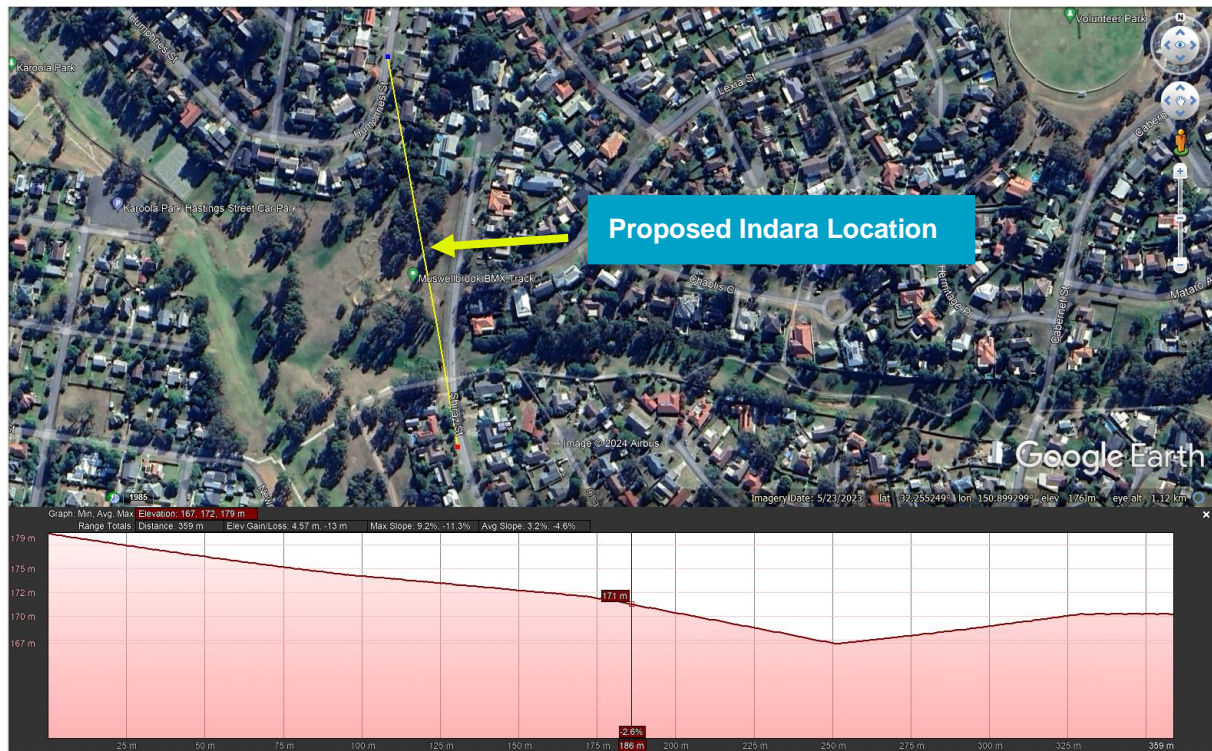 Volunteer Park
N
Karoola Park
Humphries St
Humphries St
Lexia St
Karoola Park Hastings Street Car Park
Proposed Indara Location
Muswellbrook BMX Track
Chablis Cl
Hermitage Pl
Cabernet St
Mataro
Shiraz St
Image © 2024 Airbus
Google Earth
1985
Imagery Date: 5/23/2023 lat -32.255249° lon 150.899299° elev 176 m eye alt 1.12 km
Graph: Min, Avg, Max Elevation: 167, 172, 179 m
Range Totals: Distance: 359 m Elev Gain/Loss: 4.57 m, -13 m Max Slope: 9.2%, -11.3% Avg Slope: 3.2%, -4.6%
179 m
175 m
172 m
170 m
167 m
171 m
-2.6%
25 m 50 m 75 m 100 m 125 m 150 m 175 m 186 m 200 m 225 m 250 m 275 m 300 m 325 m 359 m